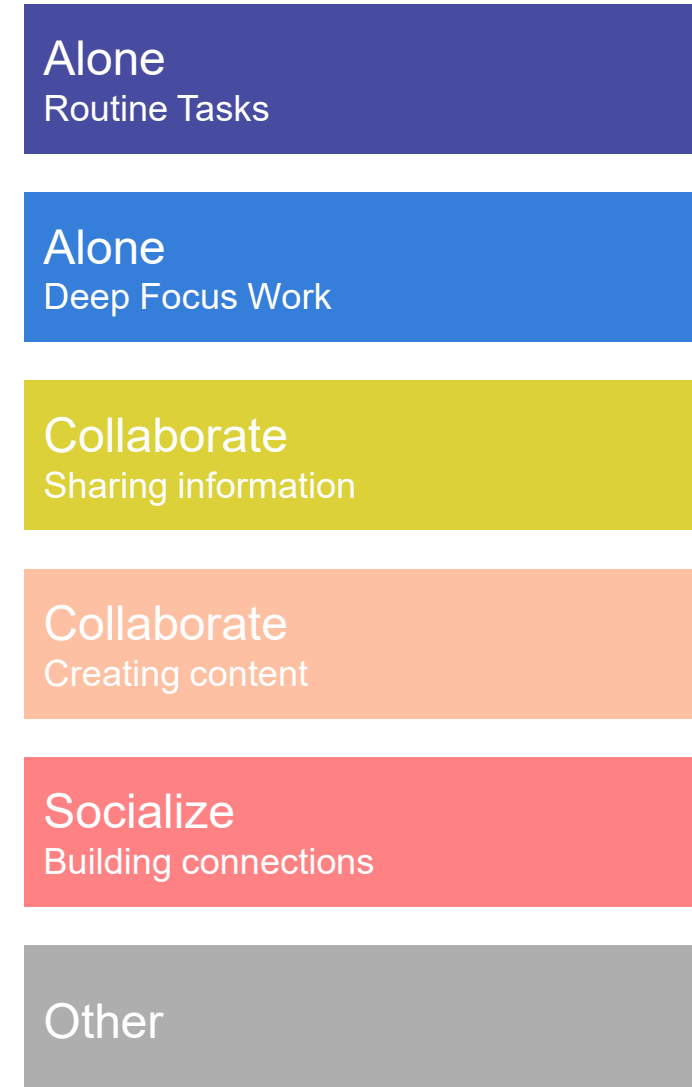 Alone
Routine Tasks
Alone
Deep Focus Work
Collaborate
Sharing information
Collaborate
Creating content
Socialize
Building connections
Other